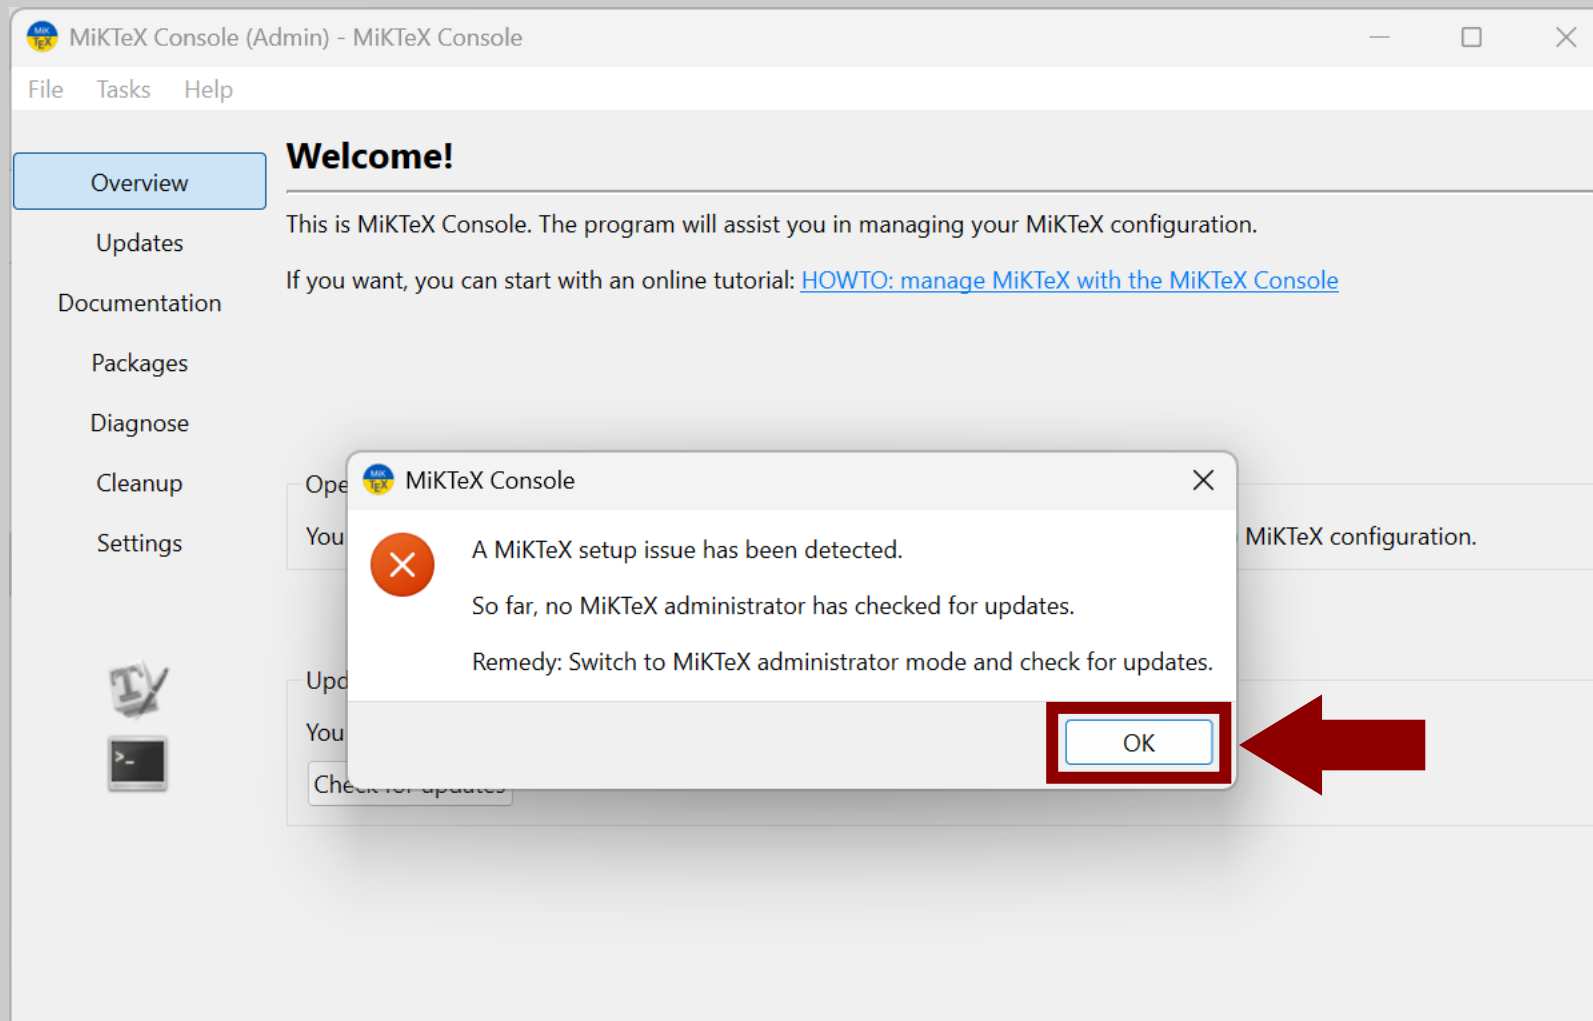 MiKTeX Console (Admin) - MiKTeX Console
File Tasks Help
Welcome!
Overview
This is MiKTeX Console. The program will assist you in managing your MiKTeX configuration.
Updates
If you want, you can start with an online tutorial: HOWTO: manage MiKTeX with the MiKTeX Console
Documentation
Packages
Diagnose
Cleanup
Settings
Ope
You
MiKTeX configuration.
MiKTeX Console
A MiKTeX setup issue has been detected.
So far, no MiKTeX administrator has checked for updates.
Remedy: Switch to MiKTeX administrator mode and check for updates.
OK
Upd
You
Check for updates